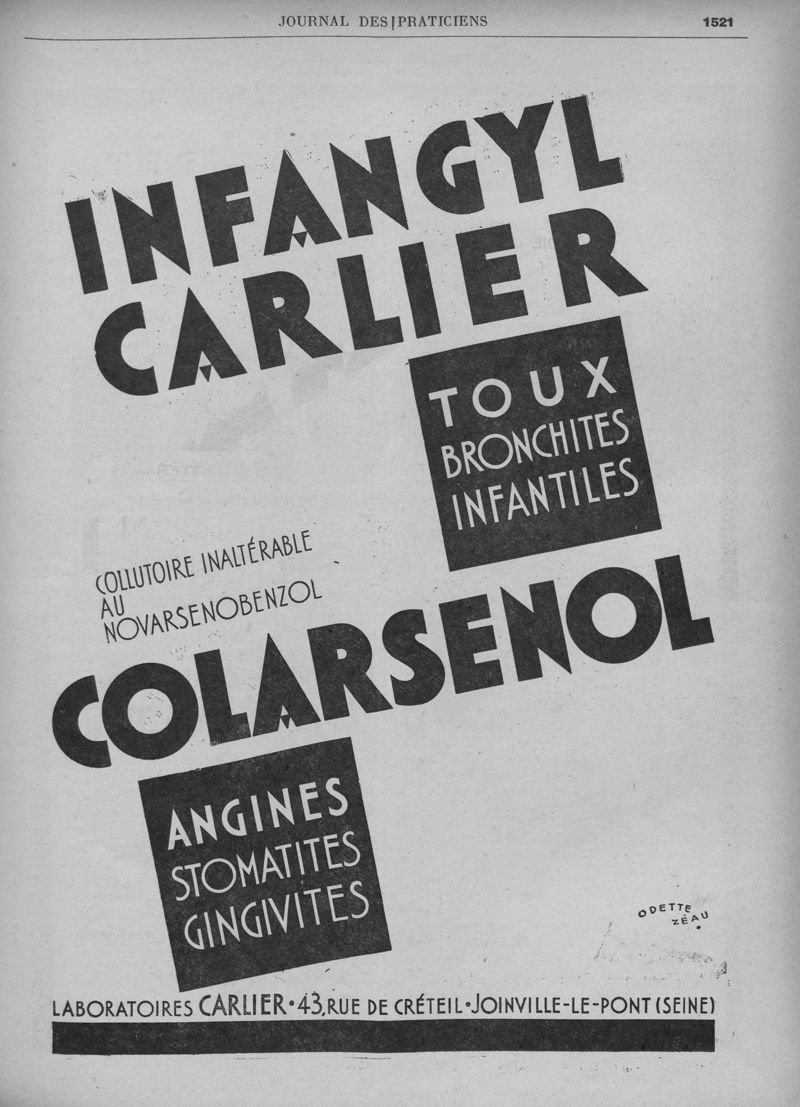 JOURNAL DES PRATICIENS
1521
INFANGYL
CARLIER
TOUX
BRONCHITES
INFANTILES
COLLUTOIRE INALTÉRABLE
AU
NOVARSENOBENZOL
COLARSENOL
ANGINES
STOMATITES
GINGIVITES
ODETTE
ZÉAU
LABORATOIRES CARLIER • 43, RUE DE CRÉTEIL • JOINVILLE-LE-PONT (SEINE)